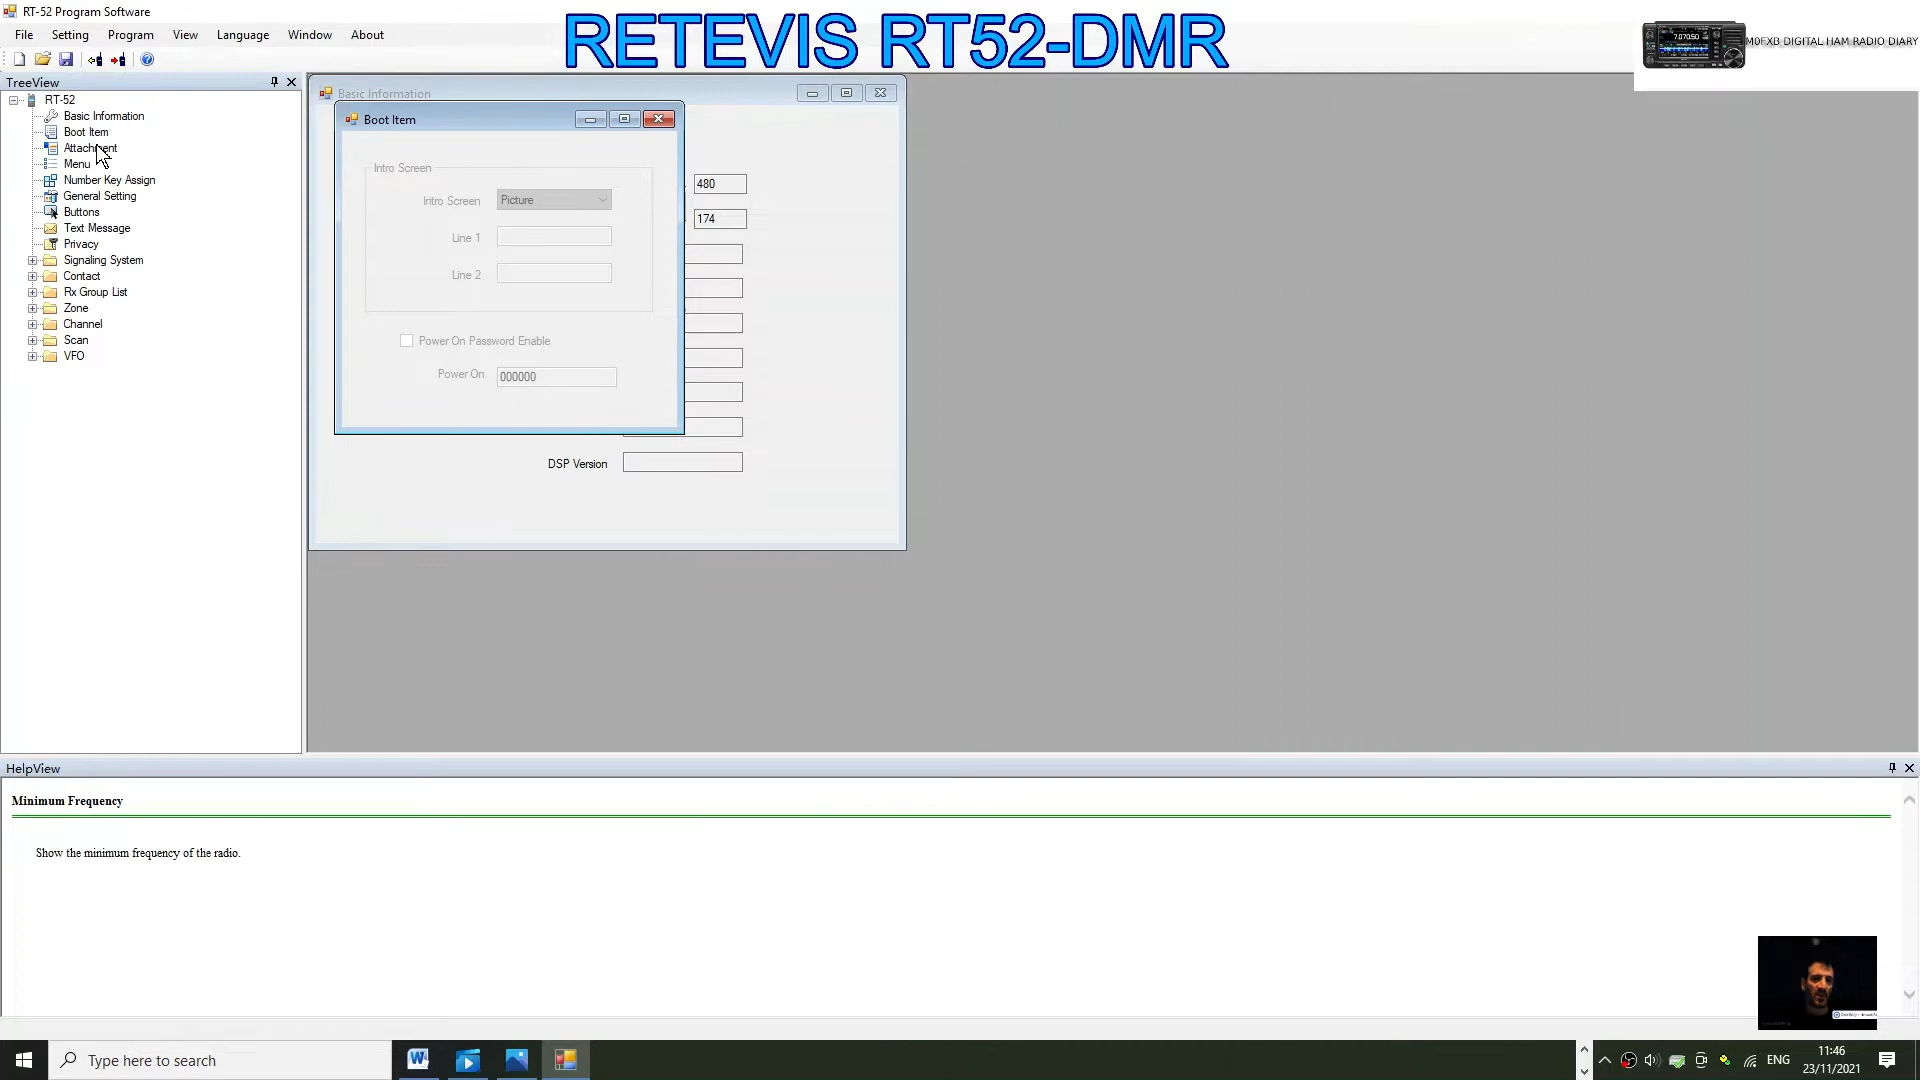 RT-52 Program Software
File Setting Program View Language Window About
RETEVIS RT52-DMR
7.070.50
M0FXB DIGITAL HAM RADIO DIARY
TreeView
RT-52
Basic Information
Boot Item
Attachment
Menu
Number Key Assign
General Setting
Buttons
Text Message
Privacy
Signaling System
Contact
Rx Group List
Zone
Channel
Scan
VFO
Basic Information
480
174
DSP Version
Boot Item
Intro Screen
Intro Screen Picture
Line 1
Line 2
Power On Password Enable
Power On 000000
HelpView
Minimum Frequency
Show the minimum frequency of the radio.
Type here to search
ENG
11:46
23/11/2021